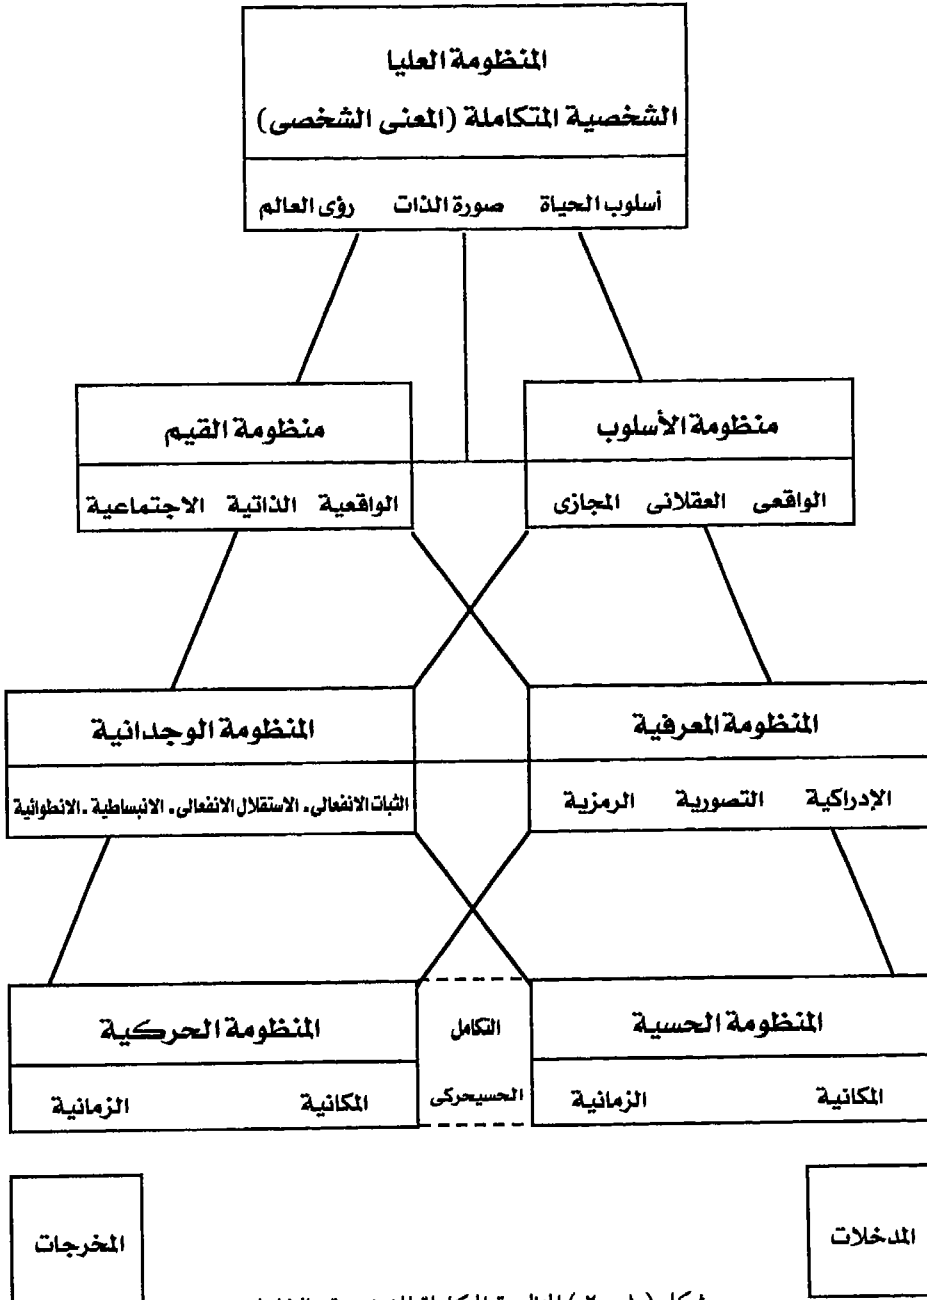 المنظومة العليا
الشخصية المتكاملة (المعنى الشخصى)
أسلوب الحياة صورة الذات رؤى العالم
منظومة الأسلوب
الواقعى العقلانى المجازى
منظومة القيم
الواقعية الذاتية الاجتماعية
المنظومة المعرفية
الإدراكية التصورية الرمزية
المنظومة الوجدانية
الثبات الانفعالى . الاستقلال الانفعالى . الانبساطية . الانطوائية
المنظومة الحسية
المكانية الزمانية
التكامل
الحسيحركى
المنظومة الحركية
المكانية الزمانية
المدخلات
المخرجات